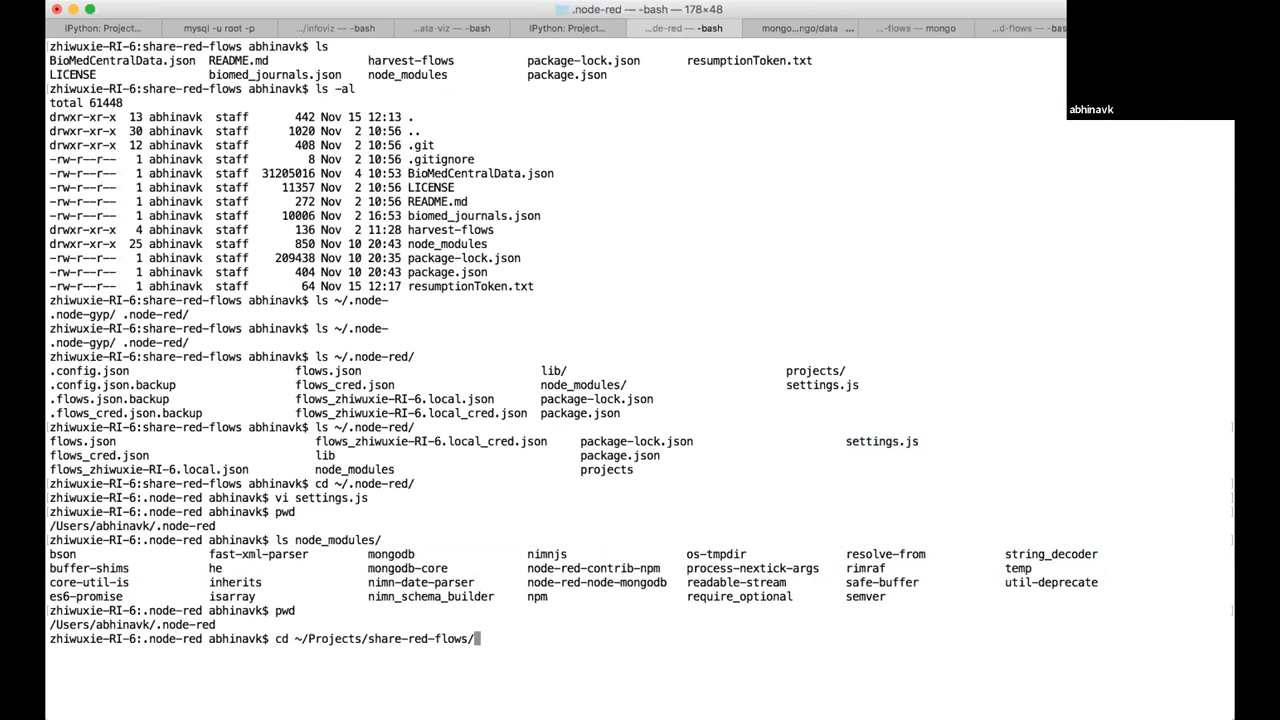 .node-red — -bash — 178×48
IPython: Project... mysql -u root -p .../infoviz — -bash ...ata-viz — -bash IPython: Project... ...de-red — -bash mongo...ngo/data ... ...-flows — mongo ...d-flows — -bas
zhiwuxie-RI-6:share-red-flows abhinavk$ ls
BioMedCentralData.json README.md harvest-flows package-lock.json resumptionToken.txt
LICENSE biomed_journals.json node_modules package.json
zhiwuxie-RI-6:share-red-flows abhinavk$ ls -al
abhinavk
total 61448
drwxr-xr-x 13 abhinavk staff 442 Nov 15 12:13 .
drwxr-xr-x 30 abhinavk staff 1020 Nov 2 10:56 ..
drwxr-xr-x 12 abhinavk staff 408 Nov 2 10:56 .git
-rw-r--r-- 1 abhinavk staff 8 Nov 2 10:56 .gitignore
-rw-r--r-- 1 abhinavk staff 31205016 Nov 4 10:53 BioMedCentralData.json
-rw-r--r-- 1 abhinavk staff 11357 Nov 2 10:56 LICENSE
-rw-r--r-- 1 abhinavk staff 272 Nov 2 10:56 README.md
-rw-r--r-- 1 abhinavk staff 10006 Nov 2 16:53 biomed_journals.json
drwxr-xr-x 4 abhinavk staff 136 Nov 2 11:28 harvest-flows
drwxr-xr-x 25 abhinavk staff 850 Nov 10 20:43 node_modules
-rw-r--r-- 1 abhinavk staff 209438 Nov 10 20:35 package-lock.json
-rw-r--r-- 1 abhinavk staff 404 Nov 10 20:43 package.json
-rw-r--r-- 1 abhinavk staff 64 Nov 15 12:17 resumptionToken.txt
zhiwuxie-RI-6:share-red-flows abhinavk$ ls ~/.node-
.node-gyp/ .node-red/
zhiwuxie-RI-6:share-red-flows abhinavk$ ls ~/.node-
.node-gyp/ .node-red/
zhiwuxie-RI-6:share-red-flows abhinavk$ ls ~/.node-red/
.config.json flows.json lib/ projects/
.config.json.backup flows_cred.json node_modules/ settings.js
.flows.json.backup flows_zhiwuxie-RI-6.local.json package-lock.json
.flows_cred.json.backup flows_zhiwuxie-RI-6.local_cred.json package.json
zhiwuxie-RI-6:share-red-flows abhinavk$ ls ~/.node-red/
flows.json flows_zhiwuxie-RI-6.local_cred.json package-lock.json settings.js
flows_cred.json lib package.json
flows_zhiwuxie-RI-6.local.json node_modules projects
zhiwuxie-RI-6:share-red-flows abhinavk$ cd ~/.node-red/
zhiwuxie-RI-6:.node-red abhinavk$ vi settings.js
zhiwuxie-RI-6:.node-red abhinavk$ pwd
/Users/abhinavk/.node-red
zhiwuxie-RI-6:.node-red abhinavk$ ls node_modules/
bson fast-xml-parser mongodb nimnjs os-tmpdir resolve-from string_decoder
buffer-shims he mongodb-core node-red-contrib-npm process-nextick-args rimraf temp
core-util-is inherits nimn-date-parser node-red-node-mongodb readable-stream safe-buffer util-deprecate
es6-promise isarray nimn_schema_builder npm require_optional semver
zhiwuxie-RI-6:.node-red abhinavk$ pwd
/Users/abhinavk/.node-red
zhiwuxie-RI-6:.node-red abhinavk$ cd ~/Projects/share-red-flows/